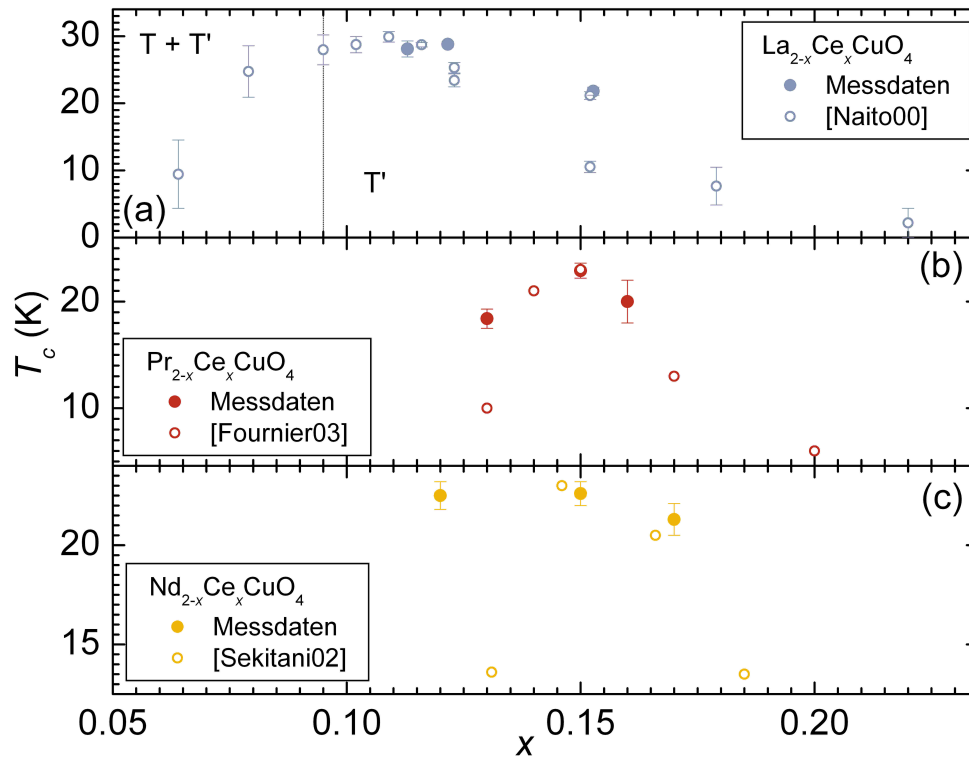 T + T'
La₂₋ₓCeₓCuO₄
Messdaten
[Naito00]
T'
(a)
30
20
10
0
(b)
Pr₂₋ₓCeₓCuO₄
Messdaten
[Fournier03]
20
10
T_c (K)
(c)
Nd₂₋ₓCeₓCuO₄
Messdaten
[Sekitani02]
20
15
0.05 0.10 0.15 0.20
x